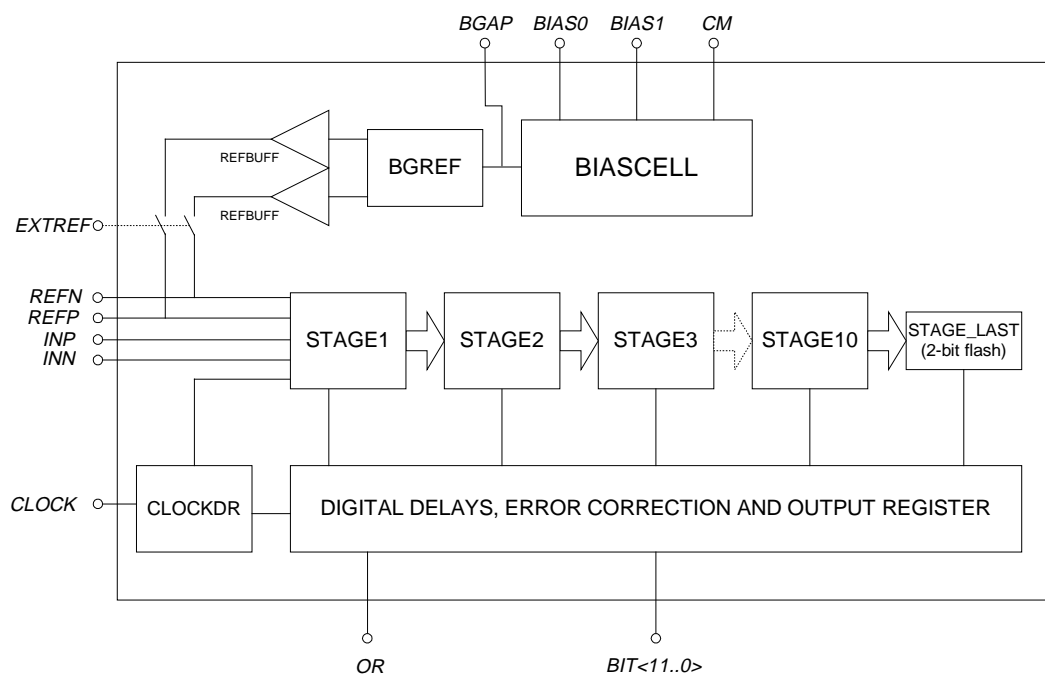 BGAP BIAS0 BIAS1 CM
REFBUFF
BGREF
BIASCELL
REFBUFF
EXTREF
REFN
REFP
INP
INN
STAGE1
STAGE2
STAGE3
STAGE10
STAGE_LAST
(2-bit flash)
CLOCK
CLOCKDR
DIGITAL DELAYS, ERROR CORRECTION AND OUTPUT REGISTER
OR
BIT<11..0>